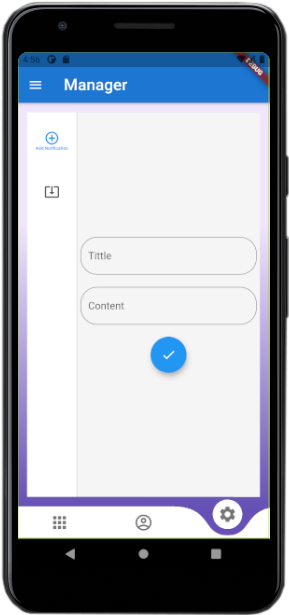 4:56
DEBUG
Manager
Add Notification
Tittle
Content